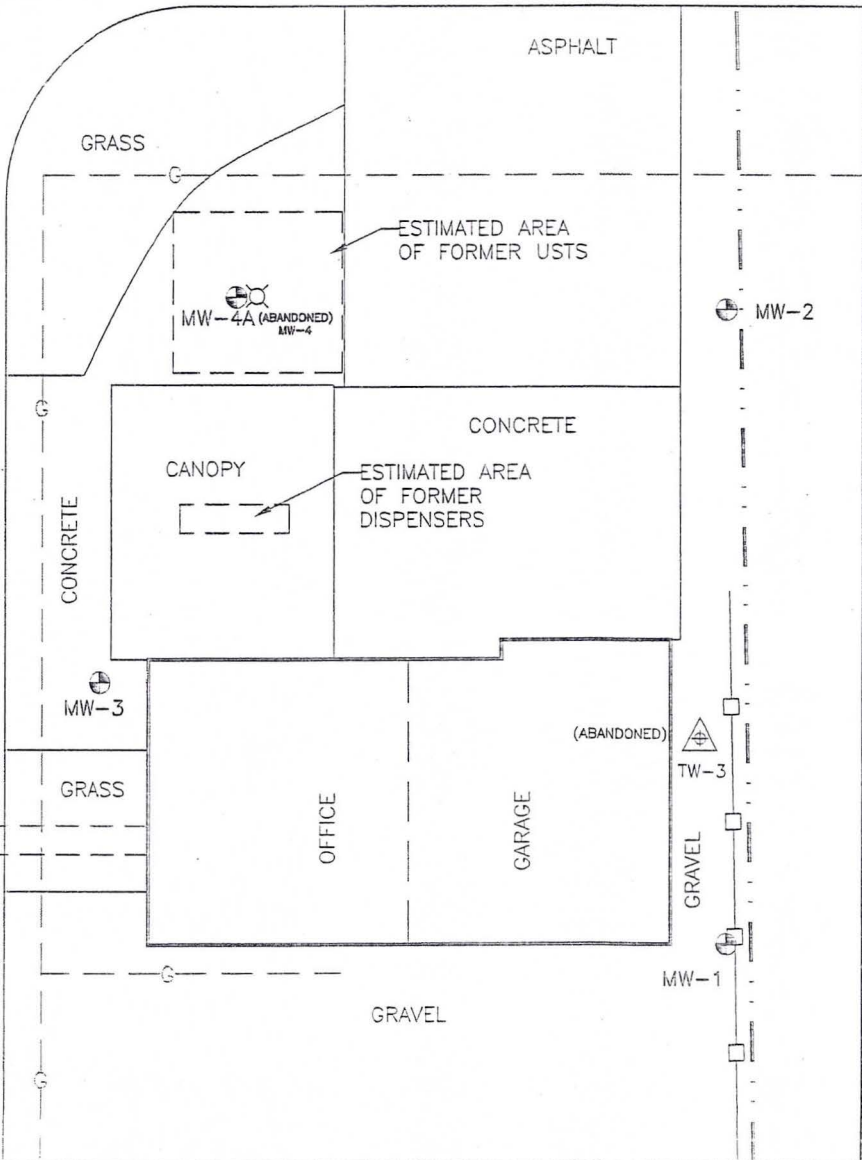 ASPHALT
GRASS
G
ESTIMATED AREA
OF FORMER USTS
MW-4A (ABANDONED)
MW-4
MW-2
G
CONCRETE
CANOPY
ESTIMATED AREA
OF FORMER
DISPENSERS
CONCRETE
MW-3
(ABANDONED)
TW-3
GRASS
OFFICE
GARAGE
GRAVEL
MW-1
G
GRAVEL
G